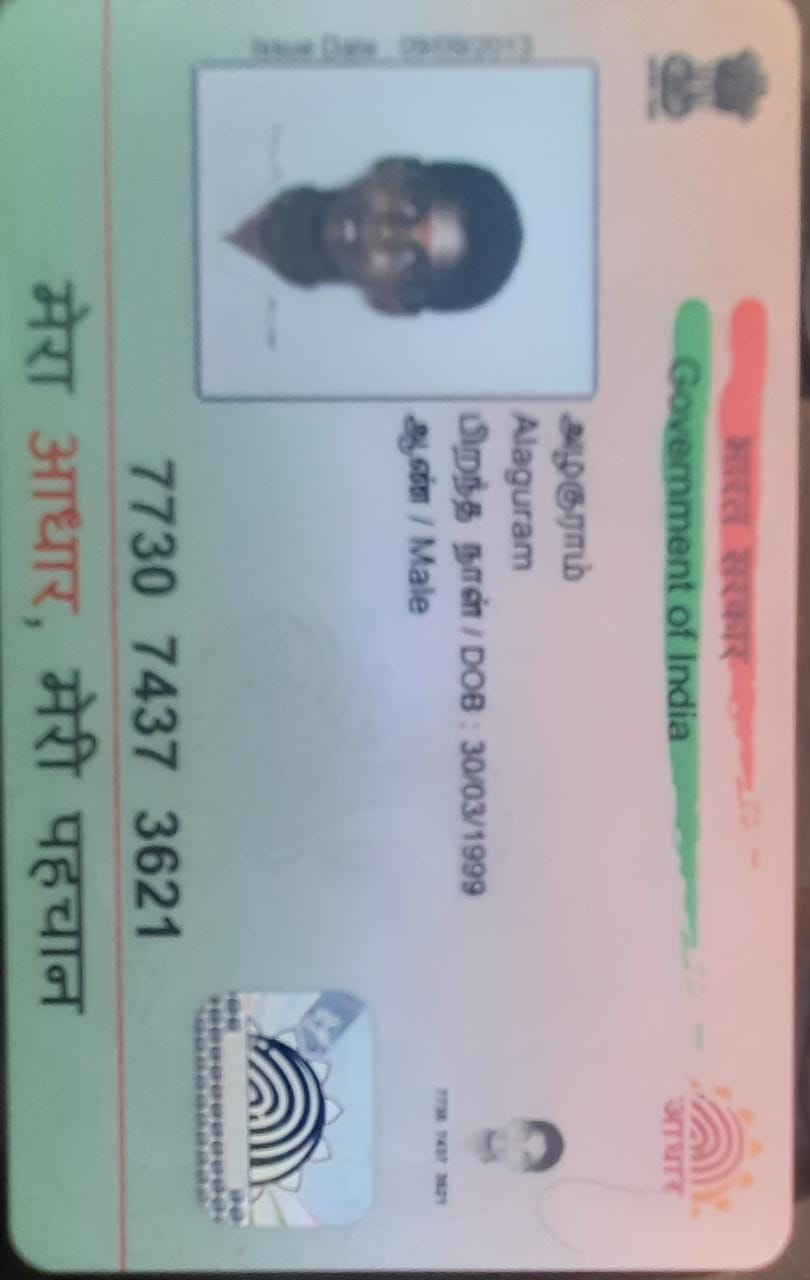 भारत सरकार
Government of India
आधार
அழகுராம்
Alaguram
பிறந்த நாள் / DOB : 30/03/1999
ஆண் / Male
7730 7437 3621
Issue Date
7730 7437 3621
मेरा आधार, मेरी पहचान